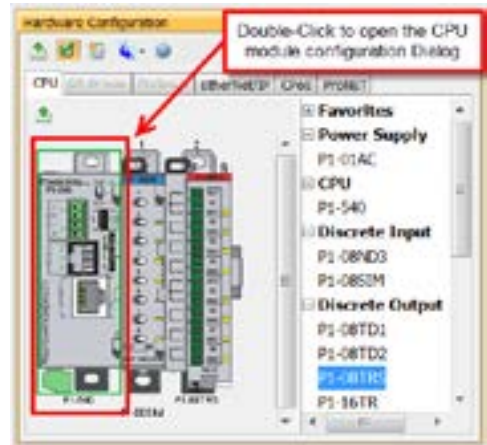 Hardware Configuration
Double-Click to open the CPU
module configuration Dialog
CPU
EtherNet/IP
CPoE
ProfiNET
Favorites
Power Supply
P1-01AC
CPU
P1-540
Discrete Input
P1-08ND3
P1-08SIM
Discrete Output
P1-08TD1
P1-08TD2
P1-08TRS
P1-16TR
P1-540
P1-08SIM
P1-08TRS